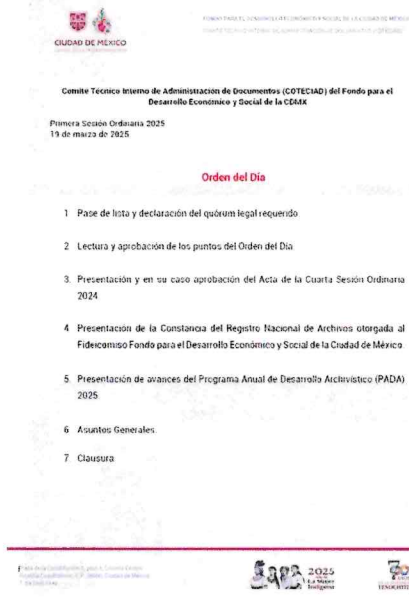 CIUDAD DE MÉXICO
Comité Técnico Interno de Administración de Documentos (COTECIAD) del Fondo para el
Desarrollo Económico y Social de la CDMX
Primera Sesión Ordinaria 2025
19 de marzo de 2025
Orden del Día
1 Pase de lista y declaración del quórum legal requerido
2 Lectura y aprobación de los puntos del Orden del Día
3. Presentación y en su caso aprobación del Acta de la Cuarta Sesión Ordinaria
2024
4 Presentación de la Constancia del Registro Nacional de Archivos otorgada al
Fideicomiso Fondo para el Desarrollo Económico y Social de la Ciudad de México
5. Presentación de avances del Programa Anual de Desarrollo Archivístico (PADA)
2025
6 Asuntos Generales.
7 Clausura
2025
La Mujer
Indígena